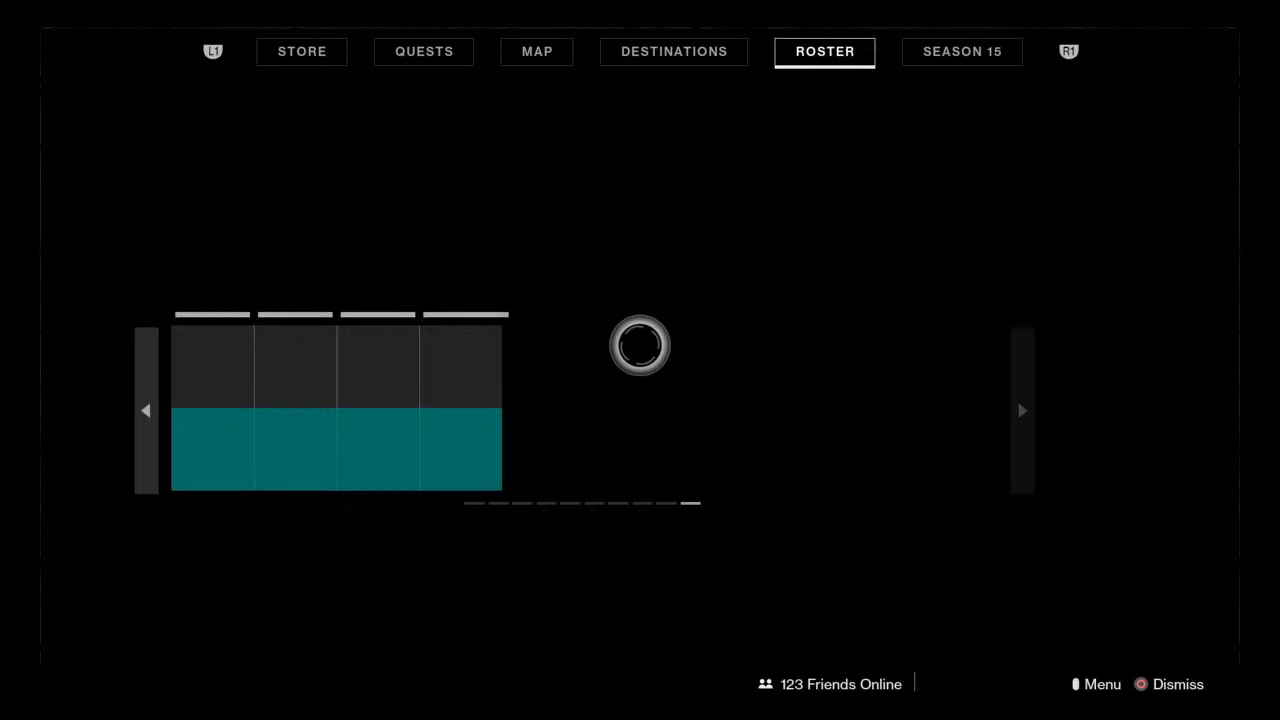 L1 STORE QUESTS MAP DESTINATIONS ROSTER SEASON 15 R1
123 Friends Online Menu Dismiss